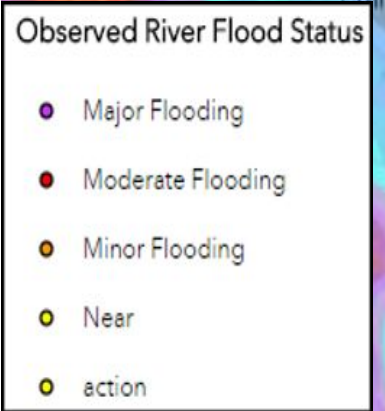 Observed River Flood Status
Major Flooding
Moderate Flooding
Minor Flooding
Near
action